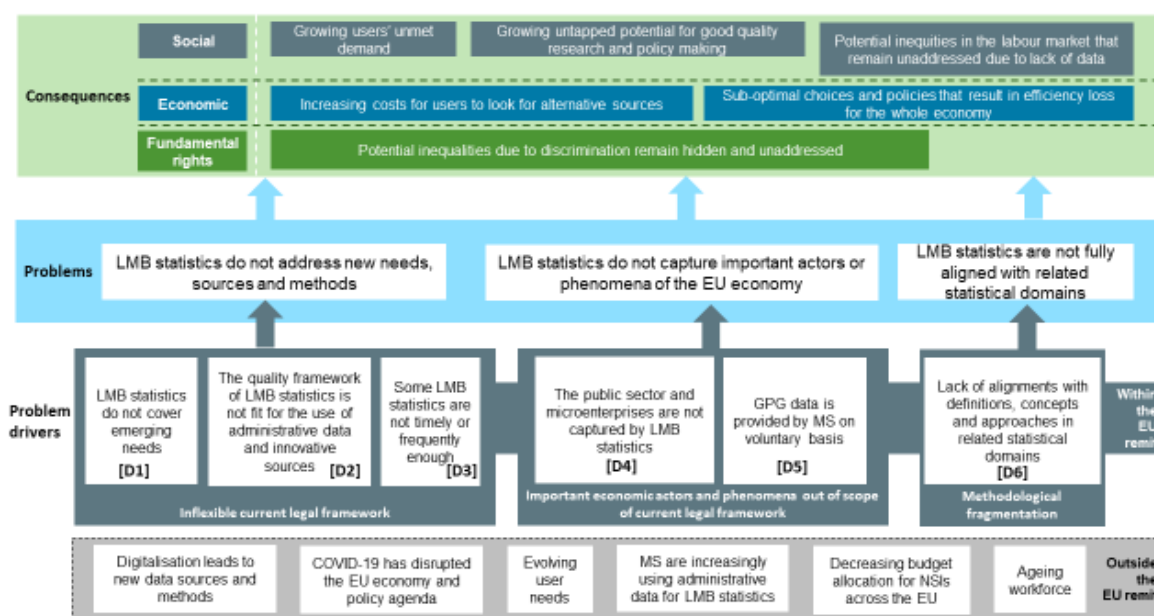 Consequences
Social
Growing users' unmet
demand
Growing untapped potential for good quality
research and policy making
Potential inequities in the labour market that
remain unaddressed due to lack of data
Economic
Increasing costs for users to look for alternative sources
Sub-optimal choices and policies that result in efficiency loss
for the whole economy
Fundamental
rights
Potential inequalities due to discrimination remain hidden and unaddressed
Problems
LMB statistics do not address new needs,
sources and methods
LMB statistics do not capture important actors or
phenomena of the EU economy
LMB statistics are not fully
aligned with related
statistical domains
Problem
drivers
LMB statistics
do not cover
emerging
needs
[D1]
The quality framework
of LMB statistics is
not fit for the use of
administrative data
and innovative
sources
[D2]
Some LMB
statistics are
not timely or
frequently
enough
[D3]
Inflexible current legal framework
The public sector and
microenterprises are not
captured by LMB
statistics
[D4]
GPG data is
provided by MS on
voluntary basis
[D5]
Important economic actors and phenomena out of scope
of current legal framework
Lack of alignments with
definitions, concepts
and approaches in
related statistical
domains
[D6]
Methodological
fragmentation
Within
the
EU
remit
Digitalisation leads to
new data sources and
methods
COVID-19 has disrupted
the EU economy and
policy agenda
Evolving
user
needs
MS are increasingly
using administrative
data for LMB statistics
Decreasing budget
allocation for NSIs
across the EU
Ageing
workforce
Outside
the
EU remit